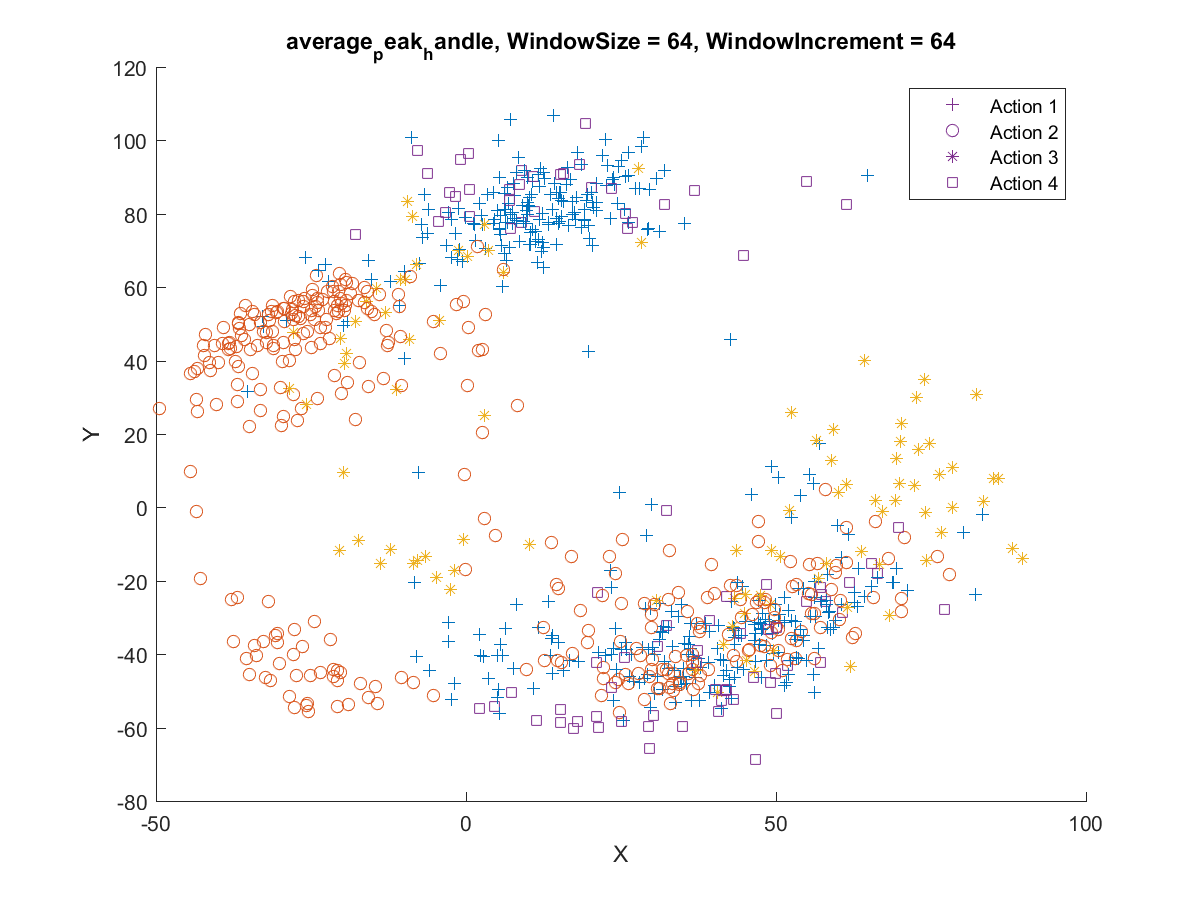 average_peak_handle, WindowSize = 64, WindowIncrement = 64
120
100
80
60
40
20
0
-20
-40
-60
-80
Y
-50 0 50 100
X
Action 1
Action 2
Action 3
Action 4